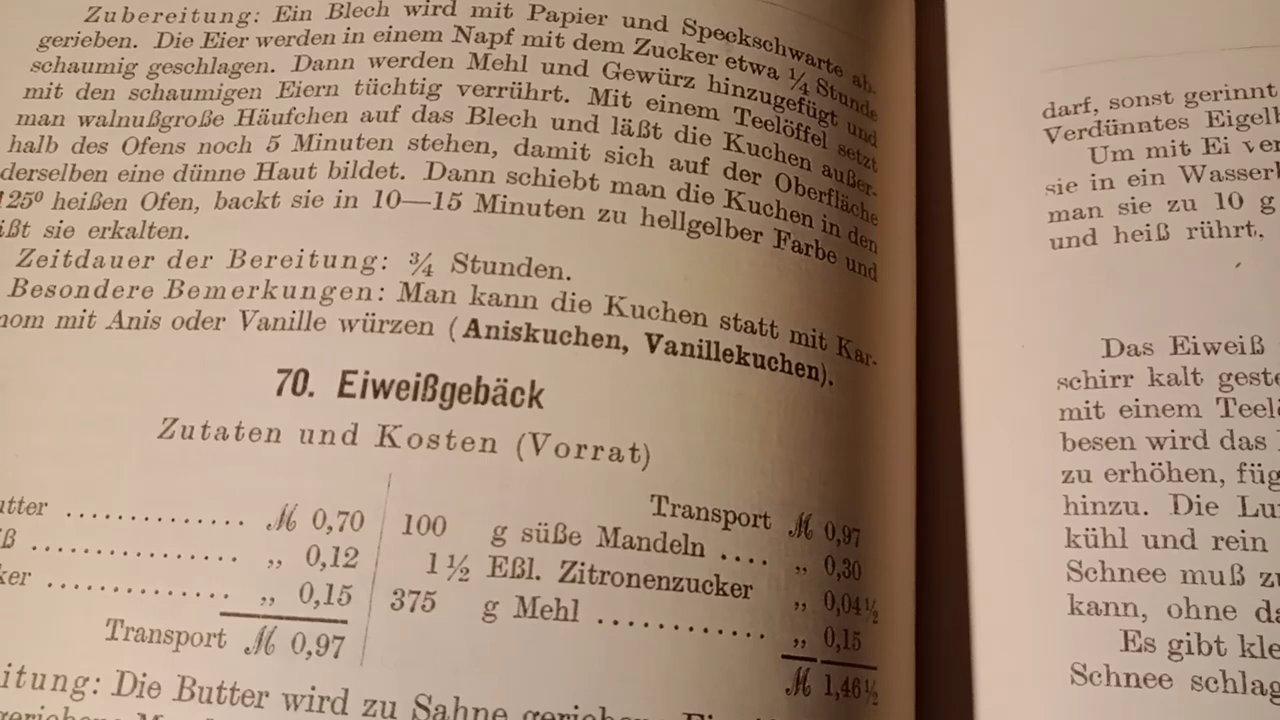 Zubereitung: Ein Blech wird mit Papier und Speckschwarte ab-
gerieben. Die Eier werden in einem Napf mit dem Zucker etwa ¼ Stunde
schaumig geschlagen. Dann werden Mehl und Gewürz hinzugefügt und
mit den schaumigen Eiern tüchtig verrührt. Mit einem Teelöffel setzt
man walnußgroße Häufchen auf das Blech und läßt die Kuchen außer-
halb des Ofens noch 5 Minuten stehen, damit sich auf der Oberfläche
derselben eine dünne Haut bildet. Dann schiebt man die Kuchen in den
125⁰ heißen Ofen, backt sie in 10—15 Minuten zu hellgelber Farbe und
ißt sie erkalten.
Zeitdauer der Bereitung: ¾ Stunden.
Besondere Bemerkungen: Man kann die Kuchen statt mit Kar-
nom mit Anis oder Vanille würzen (Aniskuchen, Vanillekuchen).
70. Eiweißgebäck
Zutaten und Kosten (Vorrat)
utter .............. ℳ 0,70
ß ................ „ 0,12
ker ............... „ 0,15
Transport ℳ 0,97
Transport ℳ 0,97
100 g süße Mandeln .... „ 0,30
1½ Eßl. Zitronenzucker „ 0,04½
375 g Mehl ............ „ 0,15
ℳ 1,46½
itung: Die Butter wird zu Sahne
darf, sonst gerinnt
Verdünntes Eigell
Um mit Ei ver
sie in ein Wasser
man sie zu 10 g
und heiß rührt,
Das Eiweiß
schirr kalt geste
mit einem Teel
besen wird das
zu erhöhen, füg
hinzu. Die Lu
kühl und rein
Schnee muß zu
kann, ohne da
Es gibt kle
Schnee schlag